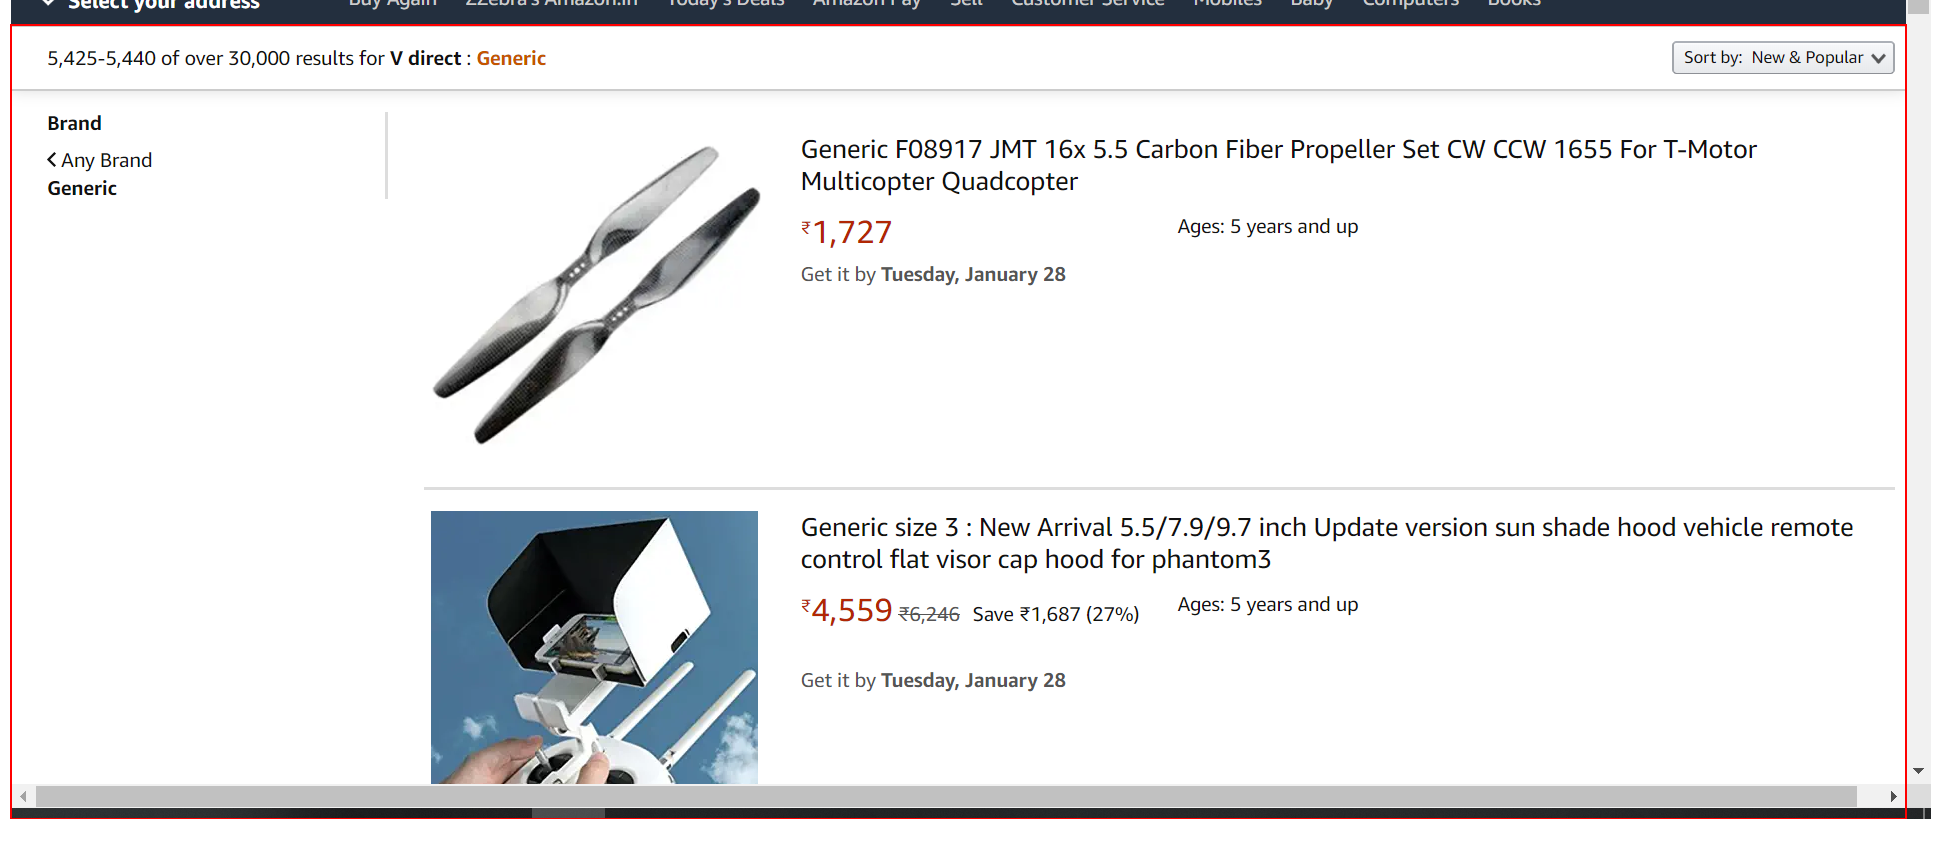 Select your address
Buy Again ZZebra's Amazon.in Today's Deals Amazon Pay Sell Customer Service Mobiles Baby Computers Books
5,425-5,440 of over 30,000 results for V direct : Generic
Sort by: New & Popular
Brand
Any Brand
Generic
Generic F08917 JMT 16x 5.5 Carbon Fiber Propeller Set CW CCW 1655 For T-Motor
Multicopter Quadcopter
₹1,727
Ages: 5 years and up
Get it by Tuesday, January 28
Generic size 3 : New Arrival 5.5/7.9/9.7 inch Update version sun shade hood vehicle remote
control flat visor cap hood for phantom3
₹4,559 ₹6,246 Save ₹1,687 (27%)
Ages: 5 years and up
Get it by Tuesday, January 28